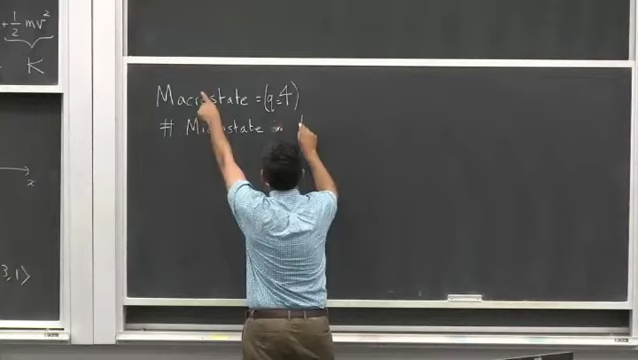 + 1/2 mv²
K
x
3,1⟩
Macrostate = (q=4)
# Microstate